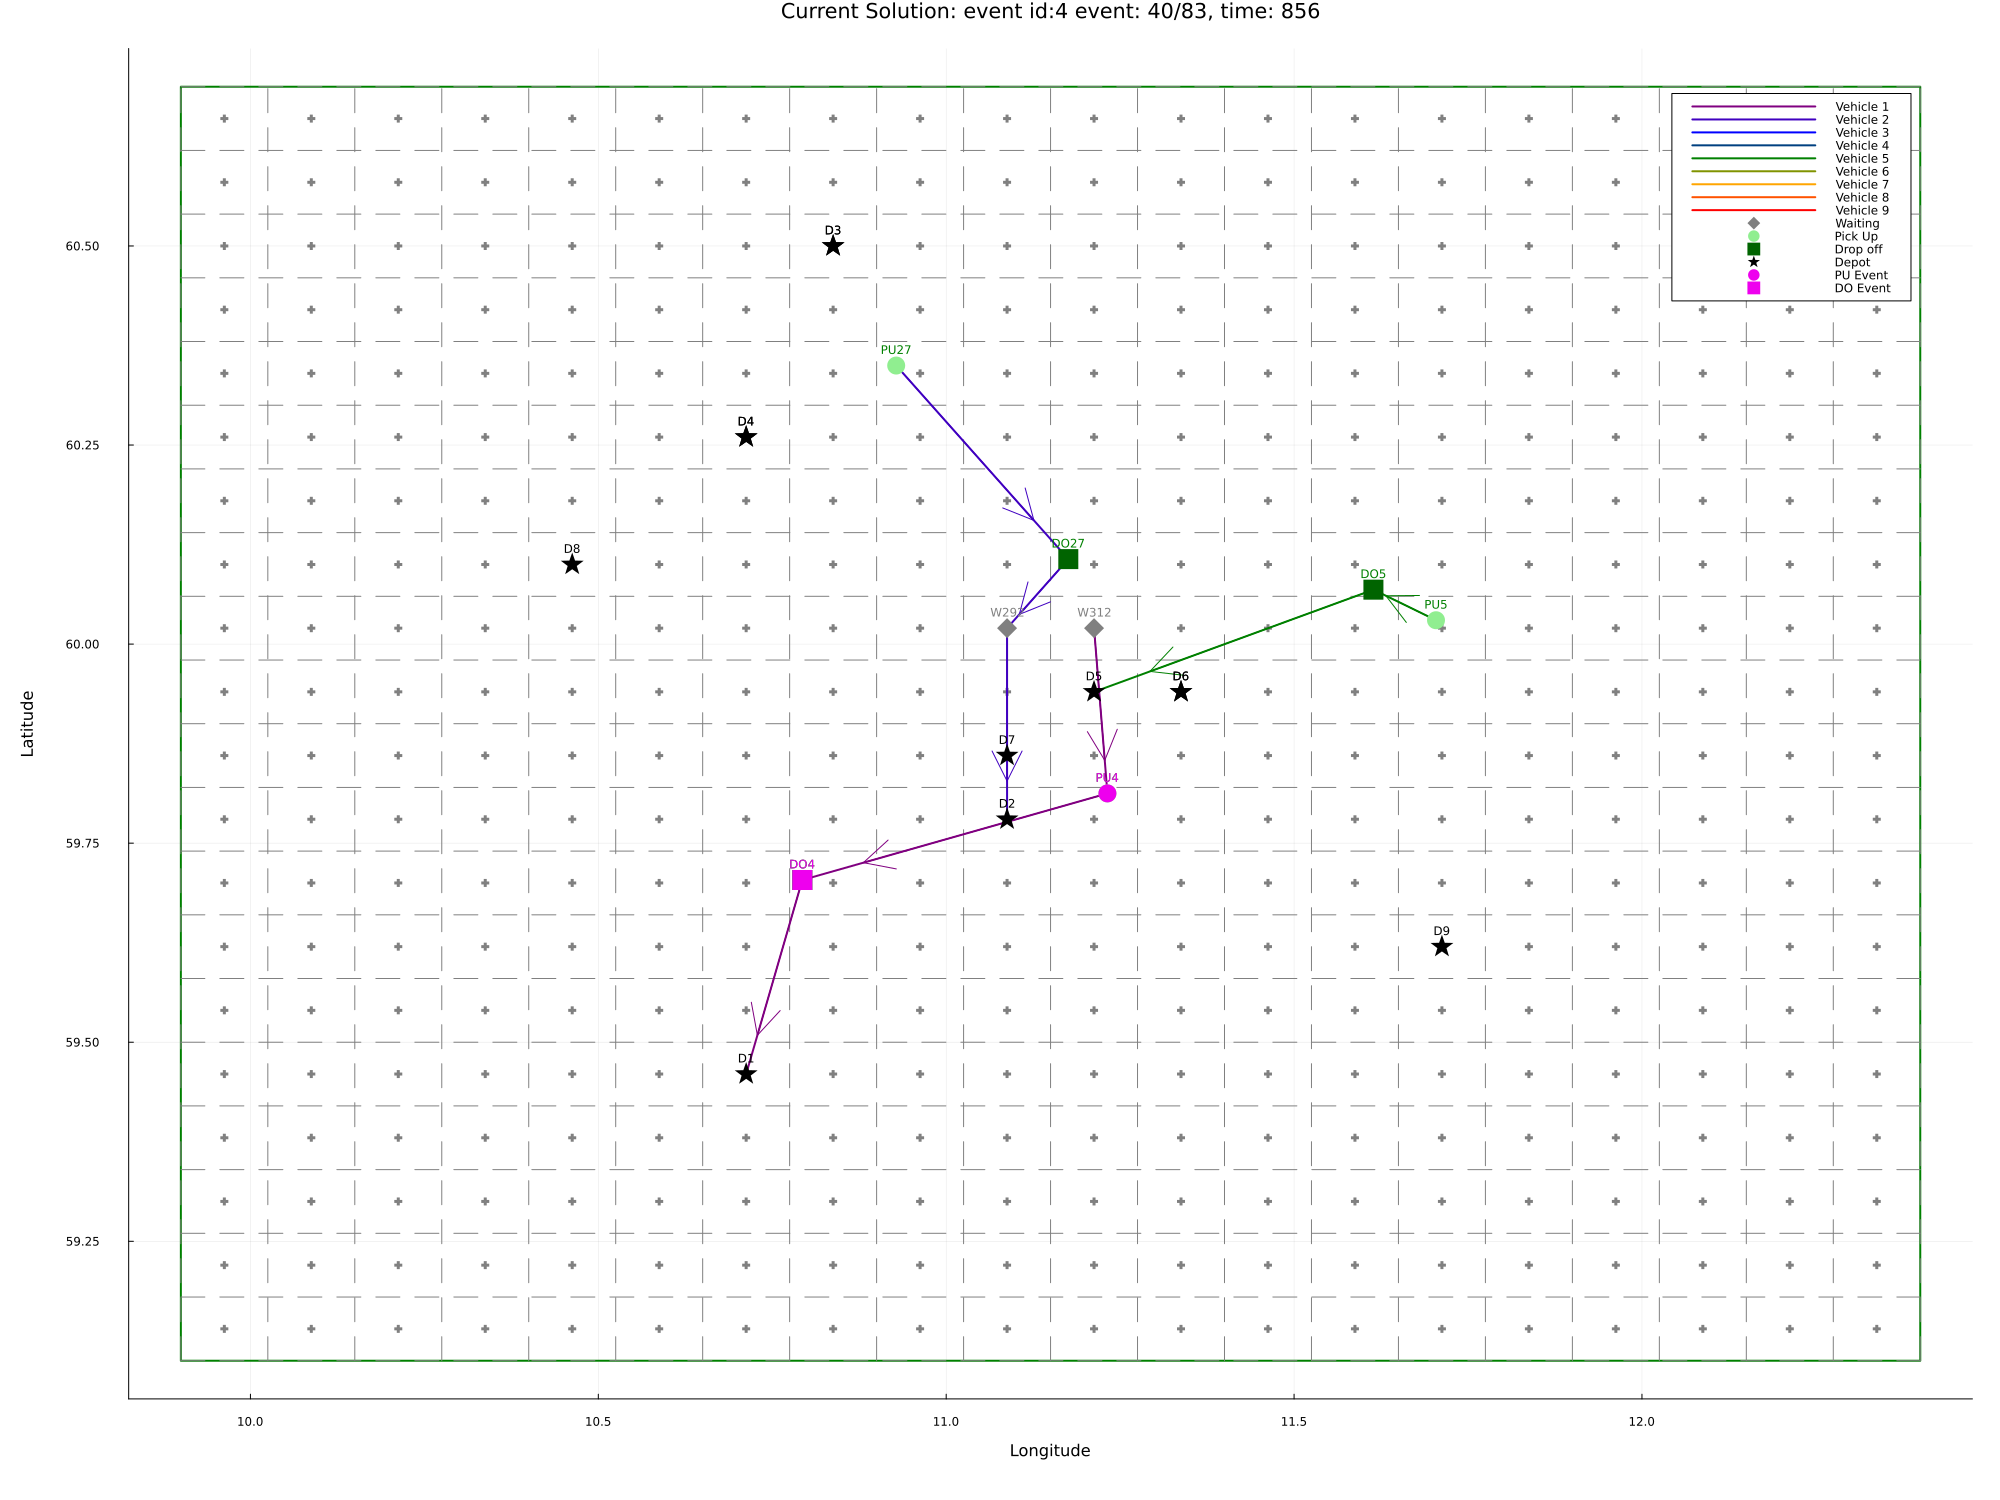 Current Solution: event id:4 event: 40/83, time: 856
Vehicle 1
Vehicle 2
Vehicle 3
Vehicle 4
Vehicle 5
Vehicle 6
Vehicle 7
Vehicle 8
Vehicle 9
Waiting
Pick Up
Drop off
Depot
PU Event
DO Event
D3
60.50
PU27
D4
60.25
DO27
D8
DO5
PU5
W312
60.00
D5
D6
D7
PU4
D2
59.75
DO4
D9
59.50
D1
59.25
Latitude
10.0
10.5
11.0
11.5
12.0
Longitude